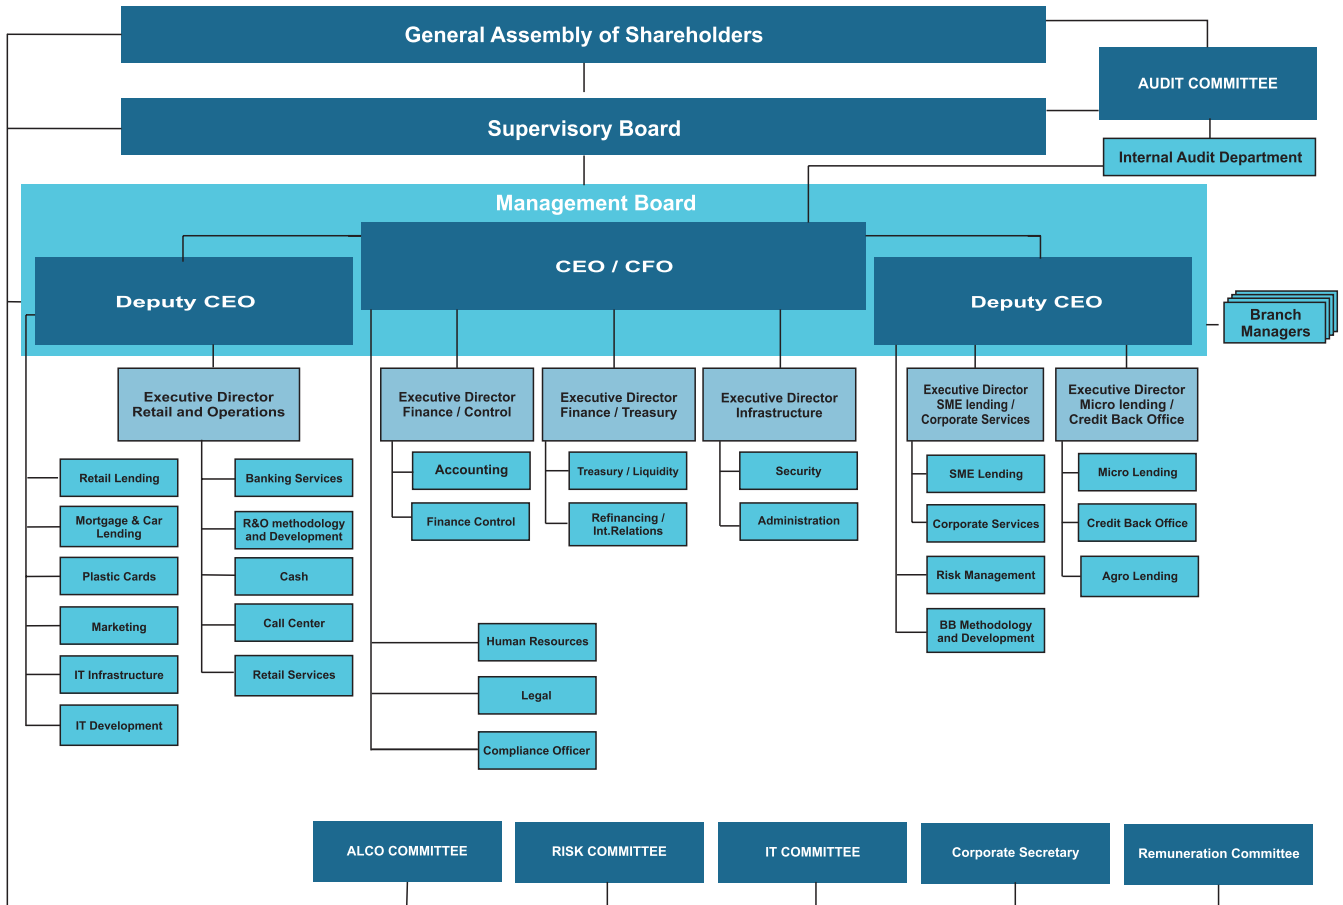 General Assembly of Shareholders
AUDIT COMMITTEE
Supervisory Board
Internal Audit Department
Management Board
CEO / CFO
Deputy CEO
Deputy CEO
Branch
Managers
Executive Director
Retail and Operations
Executive Director
Finance / Control
Executive Director
Finance / Treasury
Executive Director
Infrastructure
Executive Director
SME lending /
Corporate Services
Executive Director
Micro lending /
Credit Back Office
Retail Lending
Mortgage & Car
Lending
Plastic Cards
Marketing
IT Infrastructure
IT Development
Banking Services
R&O methodology
and Development
Cash
Call Center
Retail Services
Accounting
Finance Control
Treasury / Liquidity
Refinancing /
Int.Relations
Security
Administration
SME Lending
Corporate Services
Risk Management
BB Methodology
and Development
Micro Lending
Credit Back Office
Agro Lending
Human Resources
Legal
Compliance Officer
ALCO COMMITTEE
RISK COMMITTEE
IT COMMITTEE
Corporate Secretary
Remuneration Committee